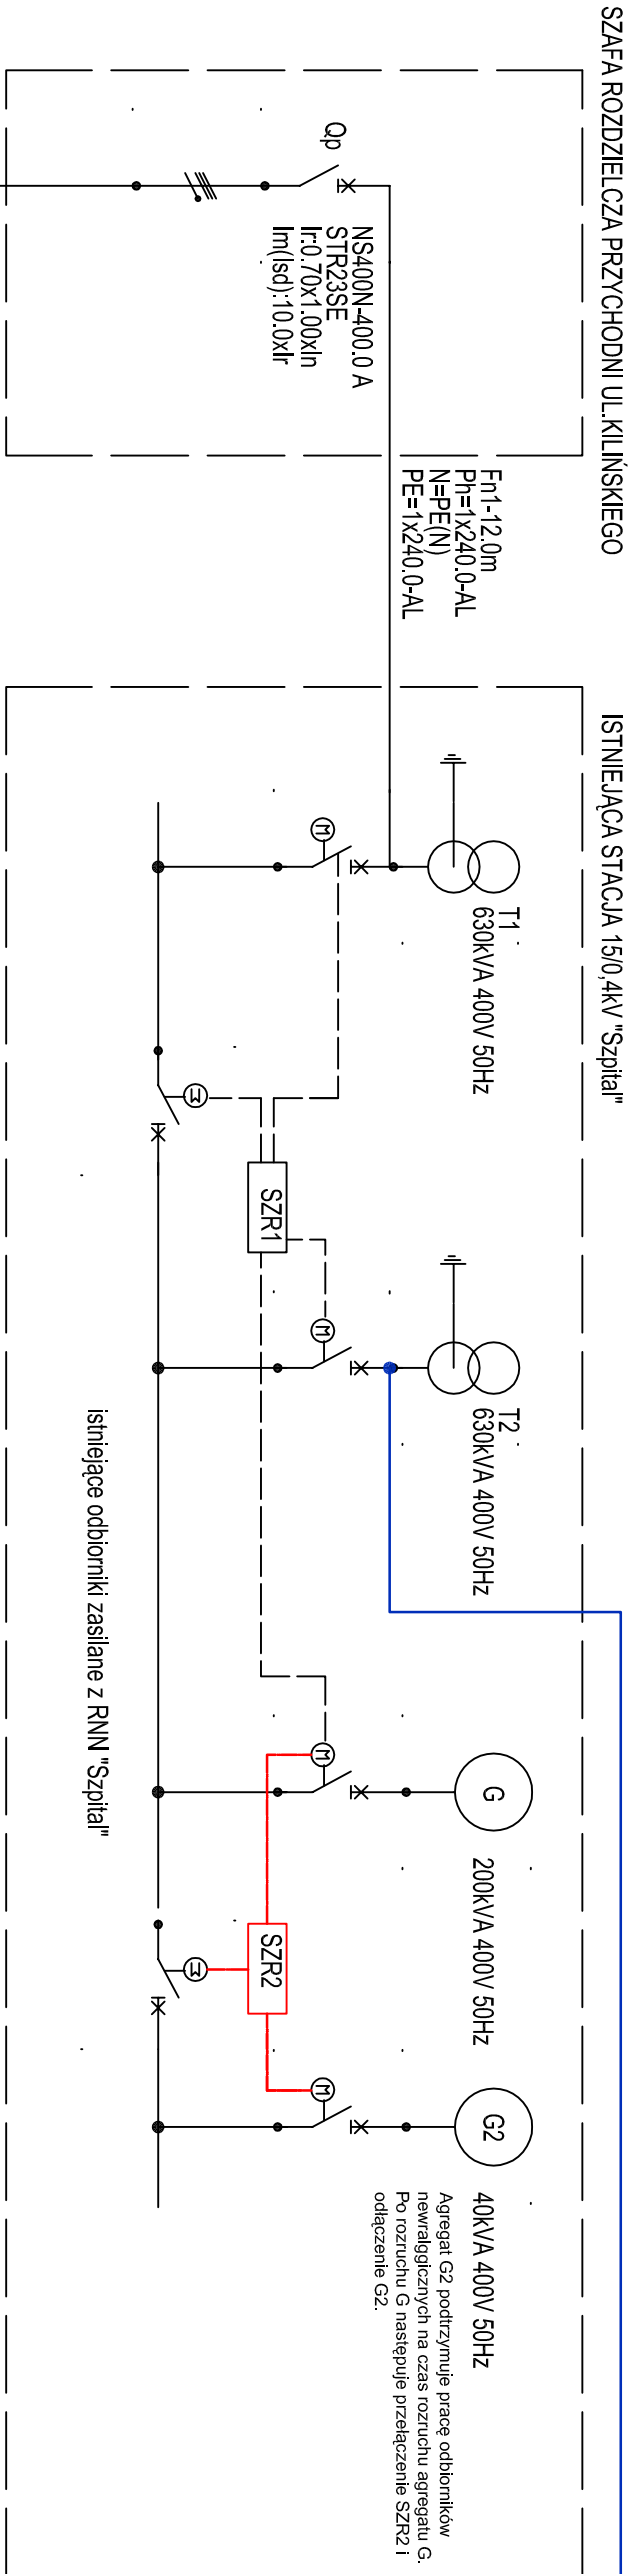 SZAFA ROZDZIELCZA PRZYCHODNI UL.KILIŃSKIEGO
Qp
NS400N-400.0 A
STR23SE
Ir:0.70x1.00xIn
Im(Isd):10.0xIr
Fn1-12.0m
Ph=1x240.0-AL
N=PE(N)
PE=1x240.0-AL
ISTNIEJĄCA STACJA 15/0,4kV "Szpital"
T1
630kVA 400V 50Hz
M
M
SZR1
T2
630kVA 400V 50Hz
M
istniejące odbiorniki zasilane z RNN "Szpital"
G
200kVA 400V 50Hz
M
SZR2
M
G2
40kVA 400V 50Hz
M
Agregat G2 podtrzymuje pracę odbiorników
newralggicznych na czas rozruchu agregatu G.
Po rozruchu G następuje przełączenie SZR2 i
odłączenie G2.